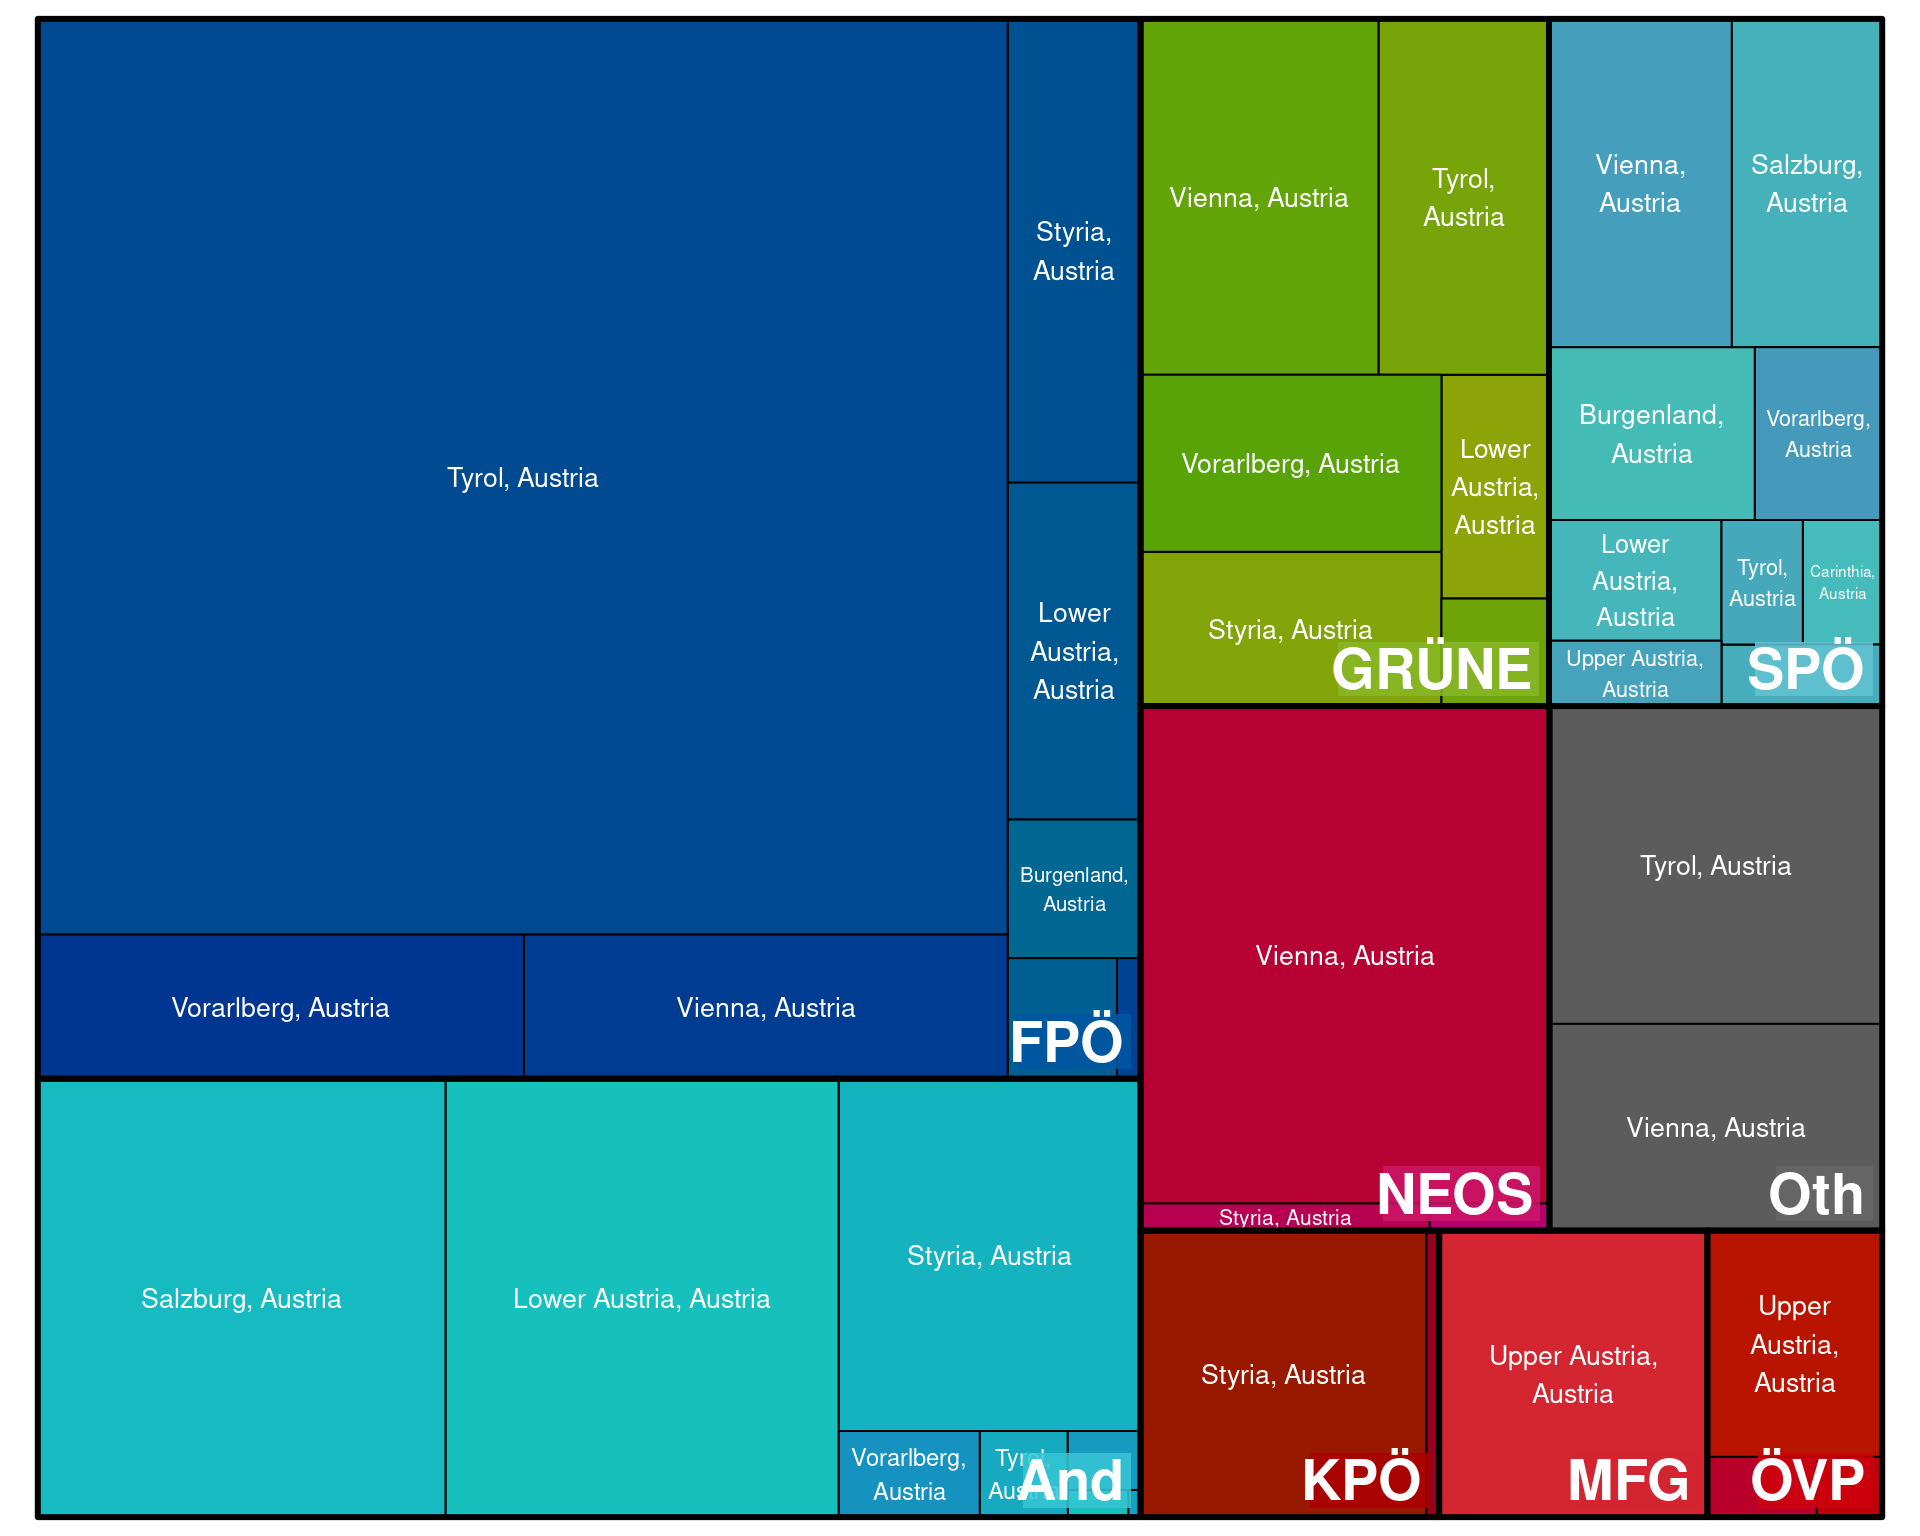 Tyrol, Austria
Styria,
Austria
Lower
Austria,
Austria
Burgenland,
Austria
Vorarlberg, Austria
Vienna, Austria
FPÖ
Salzburg, Austria
Lower Austria, Austria
Styria, Austria
Vorarlberg,
Austria
Tyrol,
Austria
And
Vienna, Austria
Tyrol,
Austria
Vorarlberg, Austria
Lower
Austria,
Austria
Styria, Austria
GRÜNE
Vienna,
Austria
Salzburg,
Austria
Burgenland,
Austria
Vorarlberg,
Austria
Lower
Austria,
Austria
Tyrol,
Austria
Carinthia,
Austria
Upper Austria,
Austria
SPÖ
Vienna, Austria
Styria, Austria
NEOS
Tyrol, Austria
Vienna, Austria
Oth
Styria, Austria
KPÖ
Upper Austria,
Austria
MFG
Upper
Austria,
Austria
ÖVP